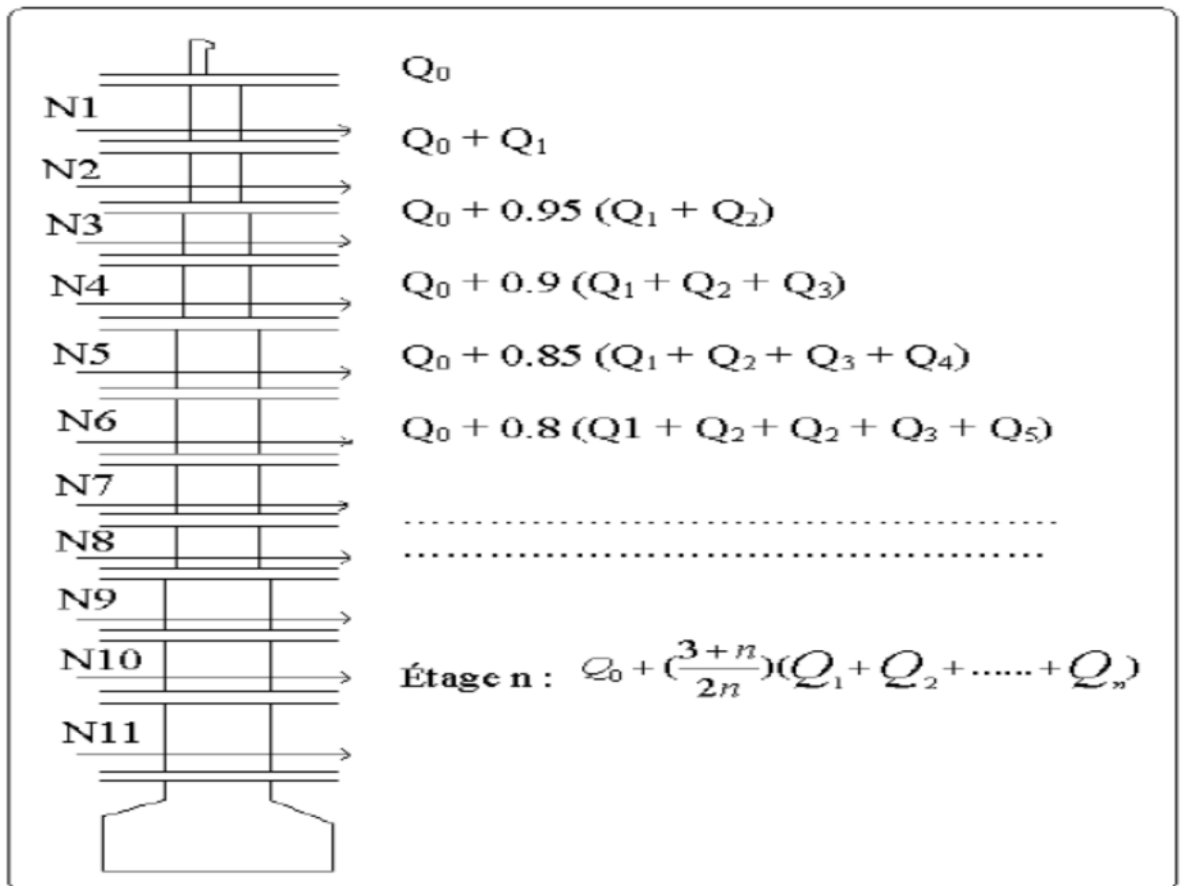 Q₀
N1
Q₀ + Q₁
N2
Q₀ + 0.95 (Q₁ + Q₂)
N3
Q₀ + 0.9 (Q₁ + Q₂ + Q₃)
N4
Q₀ + 0.85 (Q₁ + Q₂ + Q₃ + Q₄)
N5
Q₀ + 0.8 (Q1 + Q₂ + Q₂ + Q₃ + Q₅)
N6
N7
..............................................
N8
..............................................
N9
N10
Étage n : Q₀ + (3 + n / 2n)(Q₁ + Q₂ + ...... + Qₙ)
N11